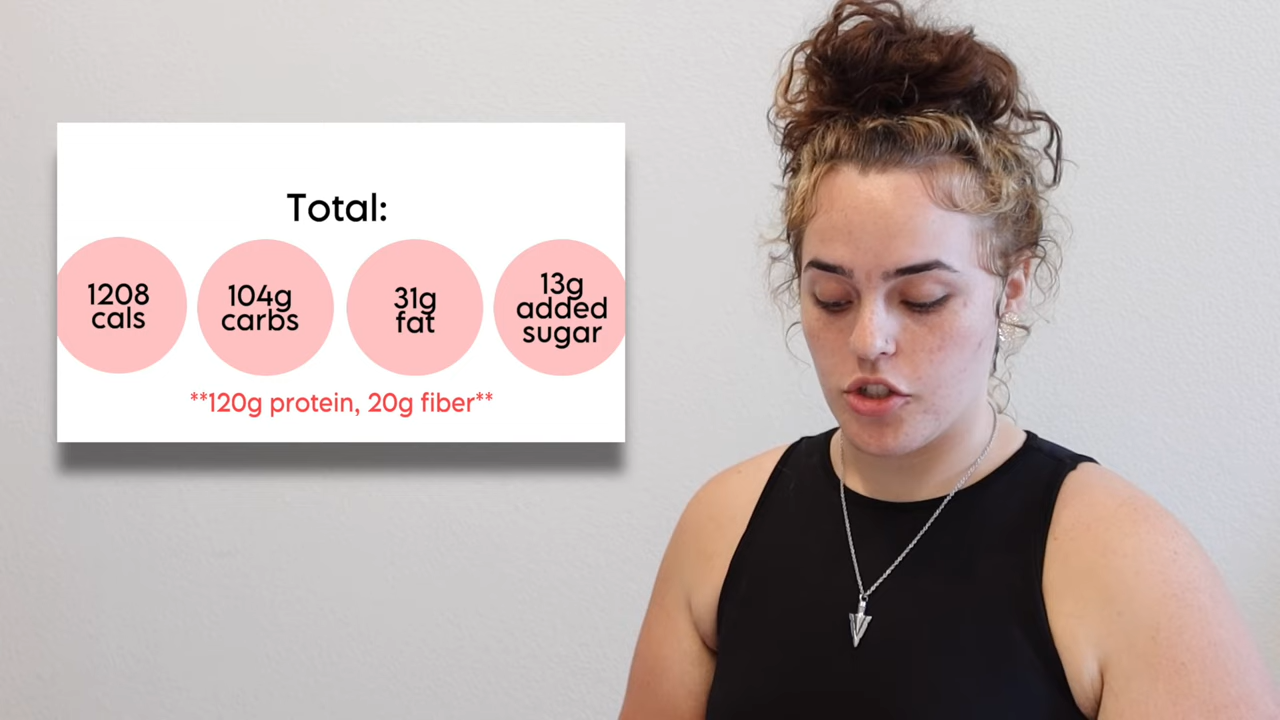 Total:
1208
cals
104g
carbs
31g
fat
13g
added
sugar
**120g protein, 20g fiber**